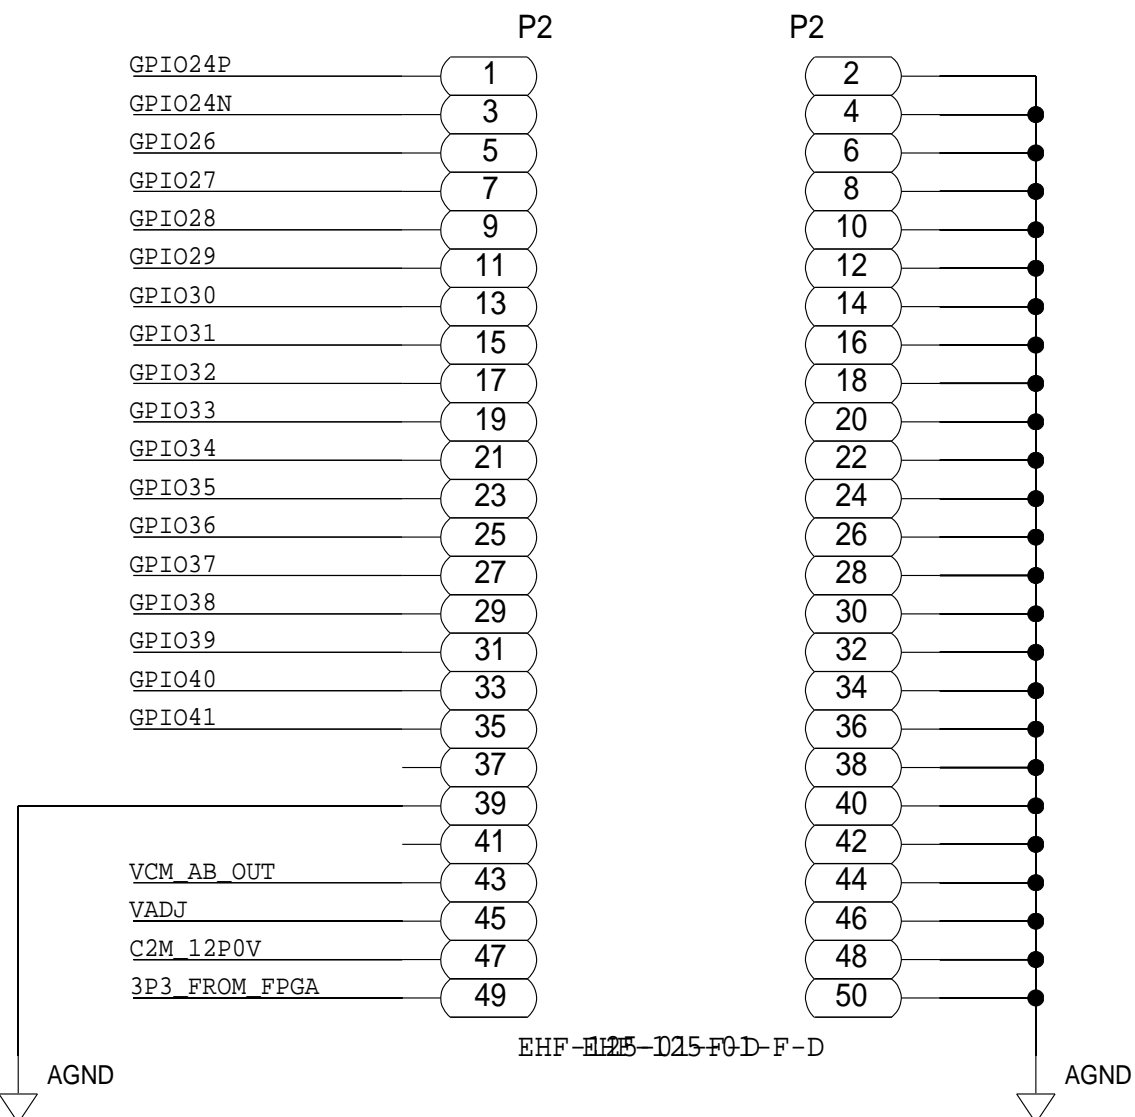 P2 P2
GPIO24P 1 2
GPIO24N 3 4
GPIO26 5 6
GPIO27 7 8
GPIO28 9 10
GPIO29 11 12
GPIO30 13 14
GPIO31 15 16
GPIO32 17 18
GPIO33 19 20
GPIO34 21 22
GPIO35 23 24
GPIO36 25 26
GPIO37 27 28
GPIO38 29 30
GPIO39 31 32
GPIO40 33 34
GPIO41 35 36
37 38
39 40
41 42
VCM_AB_OUT 43 44
VADJ 45 46
C2M_12P0V 47 48
3P3_FROM_FPGA 49 50
AGND AGND